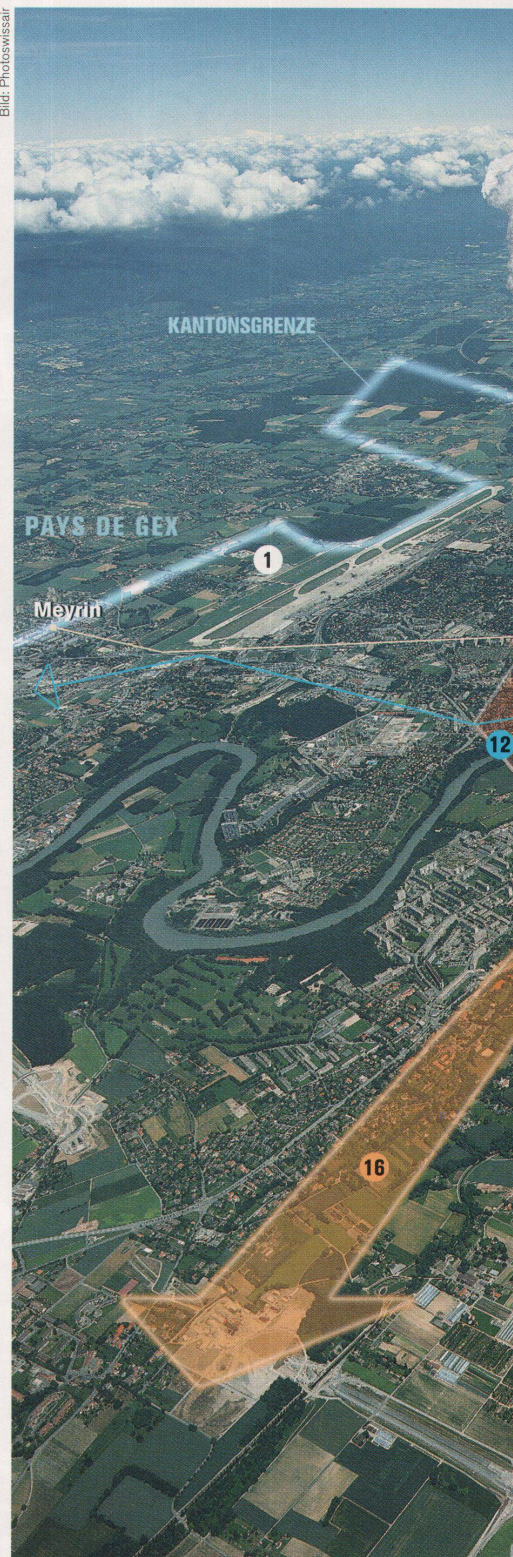 Bild: Photoswissair
KANTONSGRENZE
PAYS DE GEX
1
Meyrin
12
16